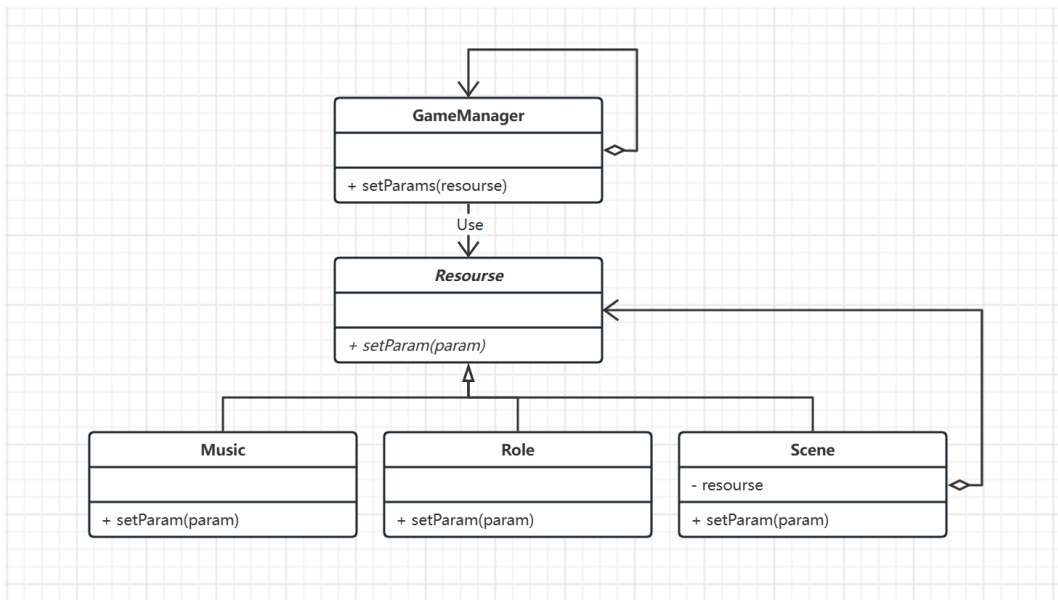 GameManager
+ setParams(resourse)
Use
Resourse
+ setParam(param)
Music
+ setParam(param)
Role
+ setParam(param)
Scene
- resourse
+ setParam(param)